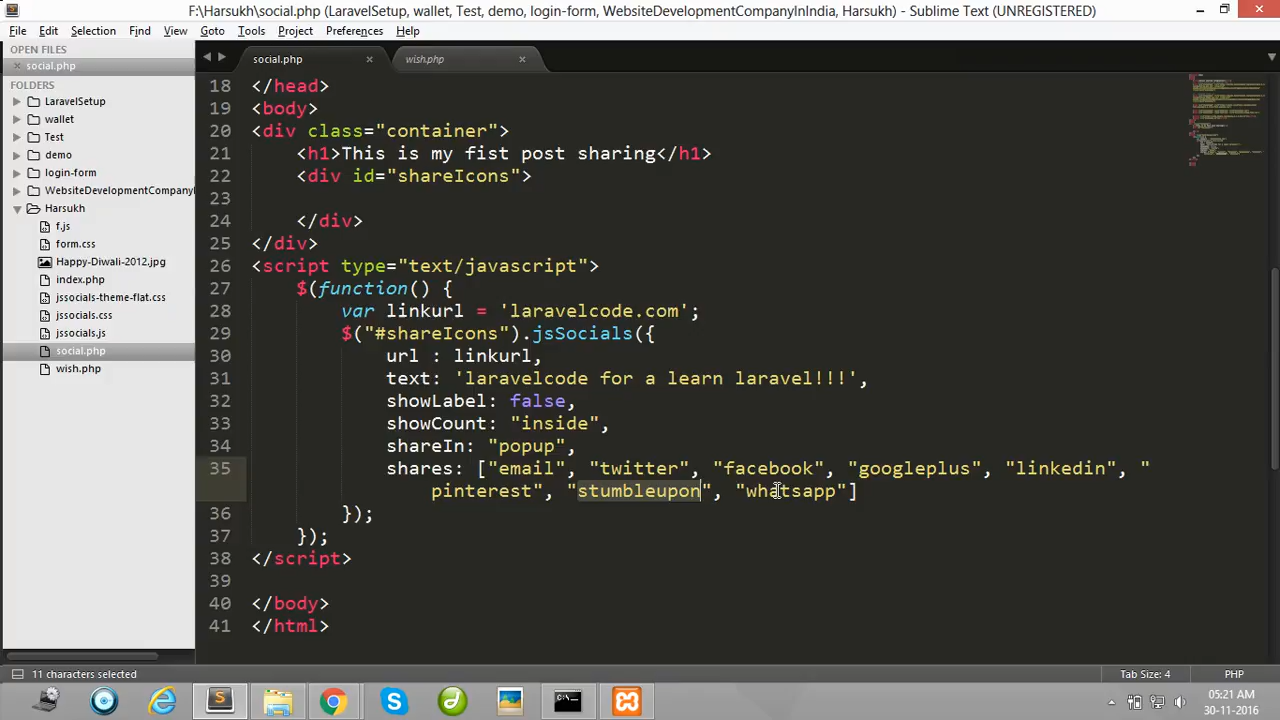 F:\Harsukh\social.php (LaravelSetup, wallet, Test, demo, login-form, WebsiteDevelopmentCompanyInIndia, Harsukh) - Sublime Text (UNREGISTERED)
File Edit Selection Find View Goto Tools Project Preferences Help
OPEN FILES
social.php
FOLDERS
LaravelSetup
wallet
Test
demo
login-form
WebsiteDevelopmentCompanyI
Harsukh
f.js
form.css
Happy-Diwali-2012.jpg
index.php
jssocials-theme-flat.css
jssocials.css
jssocials.js
social.php
wish.php
social.php wish.php
18 </head>
19 <body>
20 <div class="container">
21 <h1>This is my fist post sharing</h1>
22 <div id="shareIcons">
23
24 </div>
25 </div>
26 <script type="text/javascript">
27 $(function() {
28 var linkurl = 'laravelcode.com';
29 $("#shareIcons").jsSocials({
30 url : linkurl,
31 text: 'laravelcode for a learn laravel!!!',
32 showLabel: false,
33 showCount: "inside",
34 shareIn: "popup",
35 shares: ["email", "twitter", "facebook", "googleplus", "linkedin", "
pinterest", "stumbleupon", "whatsapp"]
36 });
37 });
38 </script>
39
40 </body>
41 </html>
11 characters selected Tab Size: 4 PHP
05:21 AM
30-11-2016